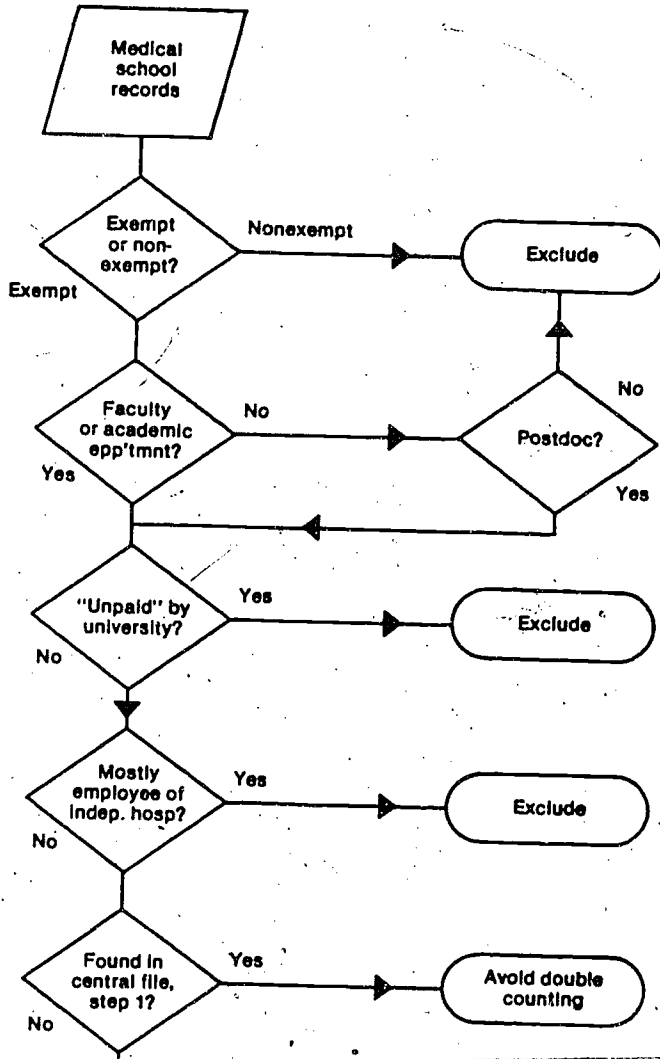 Medical
school
records
Exempt
or non-
exempt?
Nonexempt
Exclude
Exempt
Faculty
or academic
epp'tmnt?
No
Postdoc?
No
Yes
Yes
"Unpaid" by
university?
Yes
Exclude
No
Mostly
employee of
indep. hosp?
Yes
Exclude
No
Found in
central file,
step 1?
Yes
Avoid double
counting
No